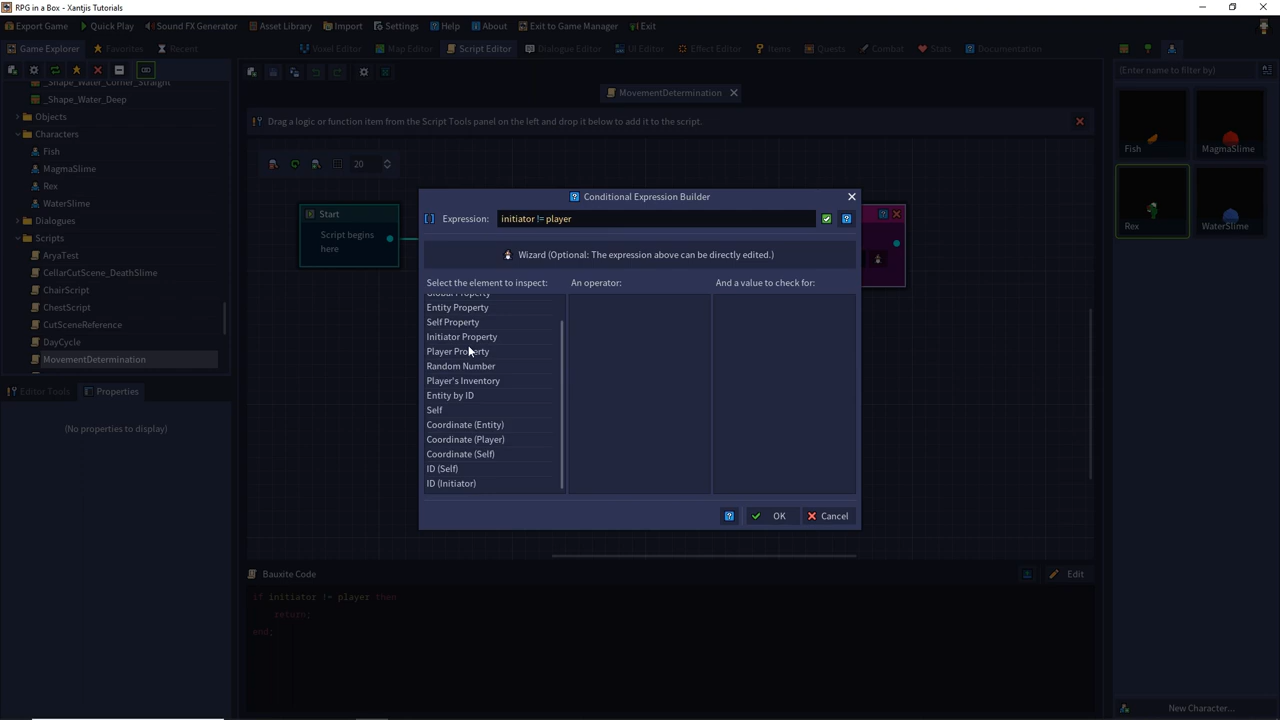 RPG in a Box - Xantjis Tutorials
Export Game Quick Play Sound FX Generator Asset Library Import Settings Help About Exit to Game Manager Exit
Game Explorer Favorites Recent Voxel Editor Map Editor Script Editor Dialogue Editor UI Editor Effect Editor Items Quests Combat Stats Documentation
(Enter name to filter by)
_Shape_Water_Corner_Straight
_Shape_Water_Deep
Objects
Characters
Fish
MagmaSlime
Rex
WaterSlime
Dialogues
Scripts
AryaTest
CellarCutScene_DeathSlime
ChairScript
ChestScript
CutSceneReference
DayCycle
MovementDetermination
Editor Tools Properties
(No properties to display)
MovementDetermination
Drag a logic or function item from the Script Tools panel on the left and drop it below to add it to the script.
20
Start
Script begins
here
Conditional Expression Builder
Expression: initiator != player
Wizard (Optional: The expression above can be directly edited.)
Select the element to inspect: An operator: And a value to check for:
Global Property
Entity Property
Self Property
Initiator Property
Player Property
Random Number
Player's Inventory
Entity by ID
Self
Coordinate (Entity)
Coordinate (Player)
Coordinate (Self)
ID (Self)
ID (Initiator)
OK Cancel
Bauxite Code Edit
if initiator != player then
return;
end;
Fish MagmaSlime
Rex WaterSlime
New Character...